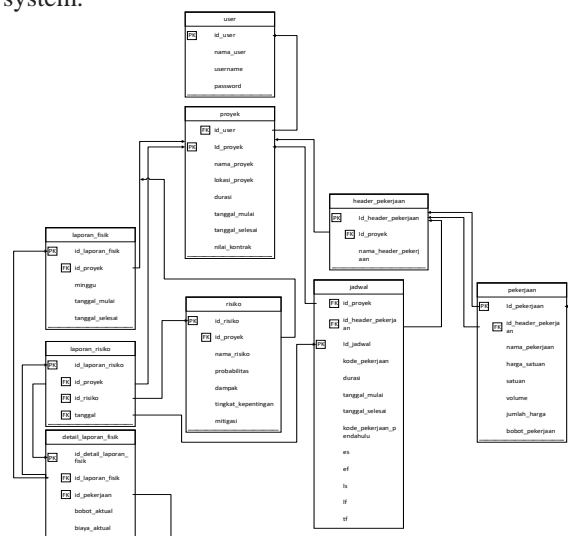 system.
user
PK id_user
nama_user
username
password
proyek
FK id_user
PK Id_proyek
nama_proyek
lokasi_proyek
durasi
tanggal_mulai
tanggal_selesai
nilai_kontrak
header_pekerjaan
PK Id_header_pekerjaan
FK Id_proyek
nama_header_pekerj
aan
laporan_fisik
PK id_laporan_fisik
FK id_proyek
minggu
tanggal_mulai
tanggal_selesai
risiko
PK id_risiko
FK id_proyek
nama_risiko
probabilitas
dampak
tingkat_kepentingan
mitigasi
jadwal
FK id_proyek
FK id_header_pekerja
an
PK Id_jadwal
kode_pekerjaan
durasi
tanggal_mulai
tanggal_selesai
kode_pekerjaan_p
endahulu
es
ef
ls
lf
tf
pekerjaan
PK Id_pekerjaan
FK id_header_pekerja
an
nama_pekerjaan
harga_satuan
satuan
volume
jumlah_harga
bobot_pekerjaan
laporan_risiko
PK id_laporan_risiko
FK id_proyek
FK id_risiko
FK tanggal
detail_laporan_fisik
PK id_detail_laporan_
fisik
FK id_laporan_fisik
FK id_pekerjaan
bobot_aktual
biaya_aktual